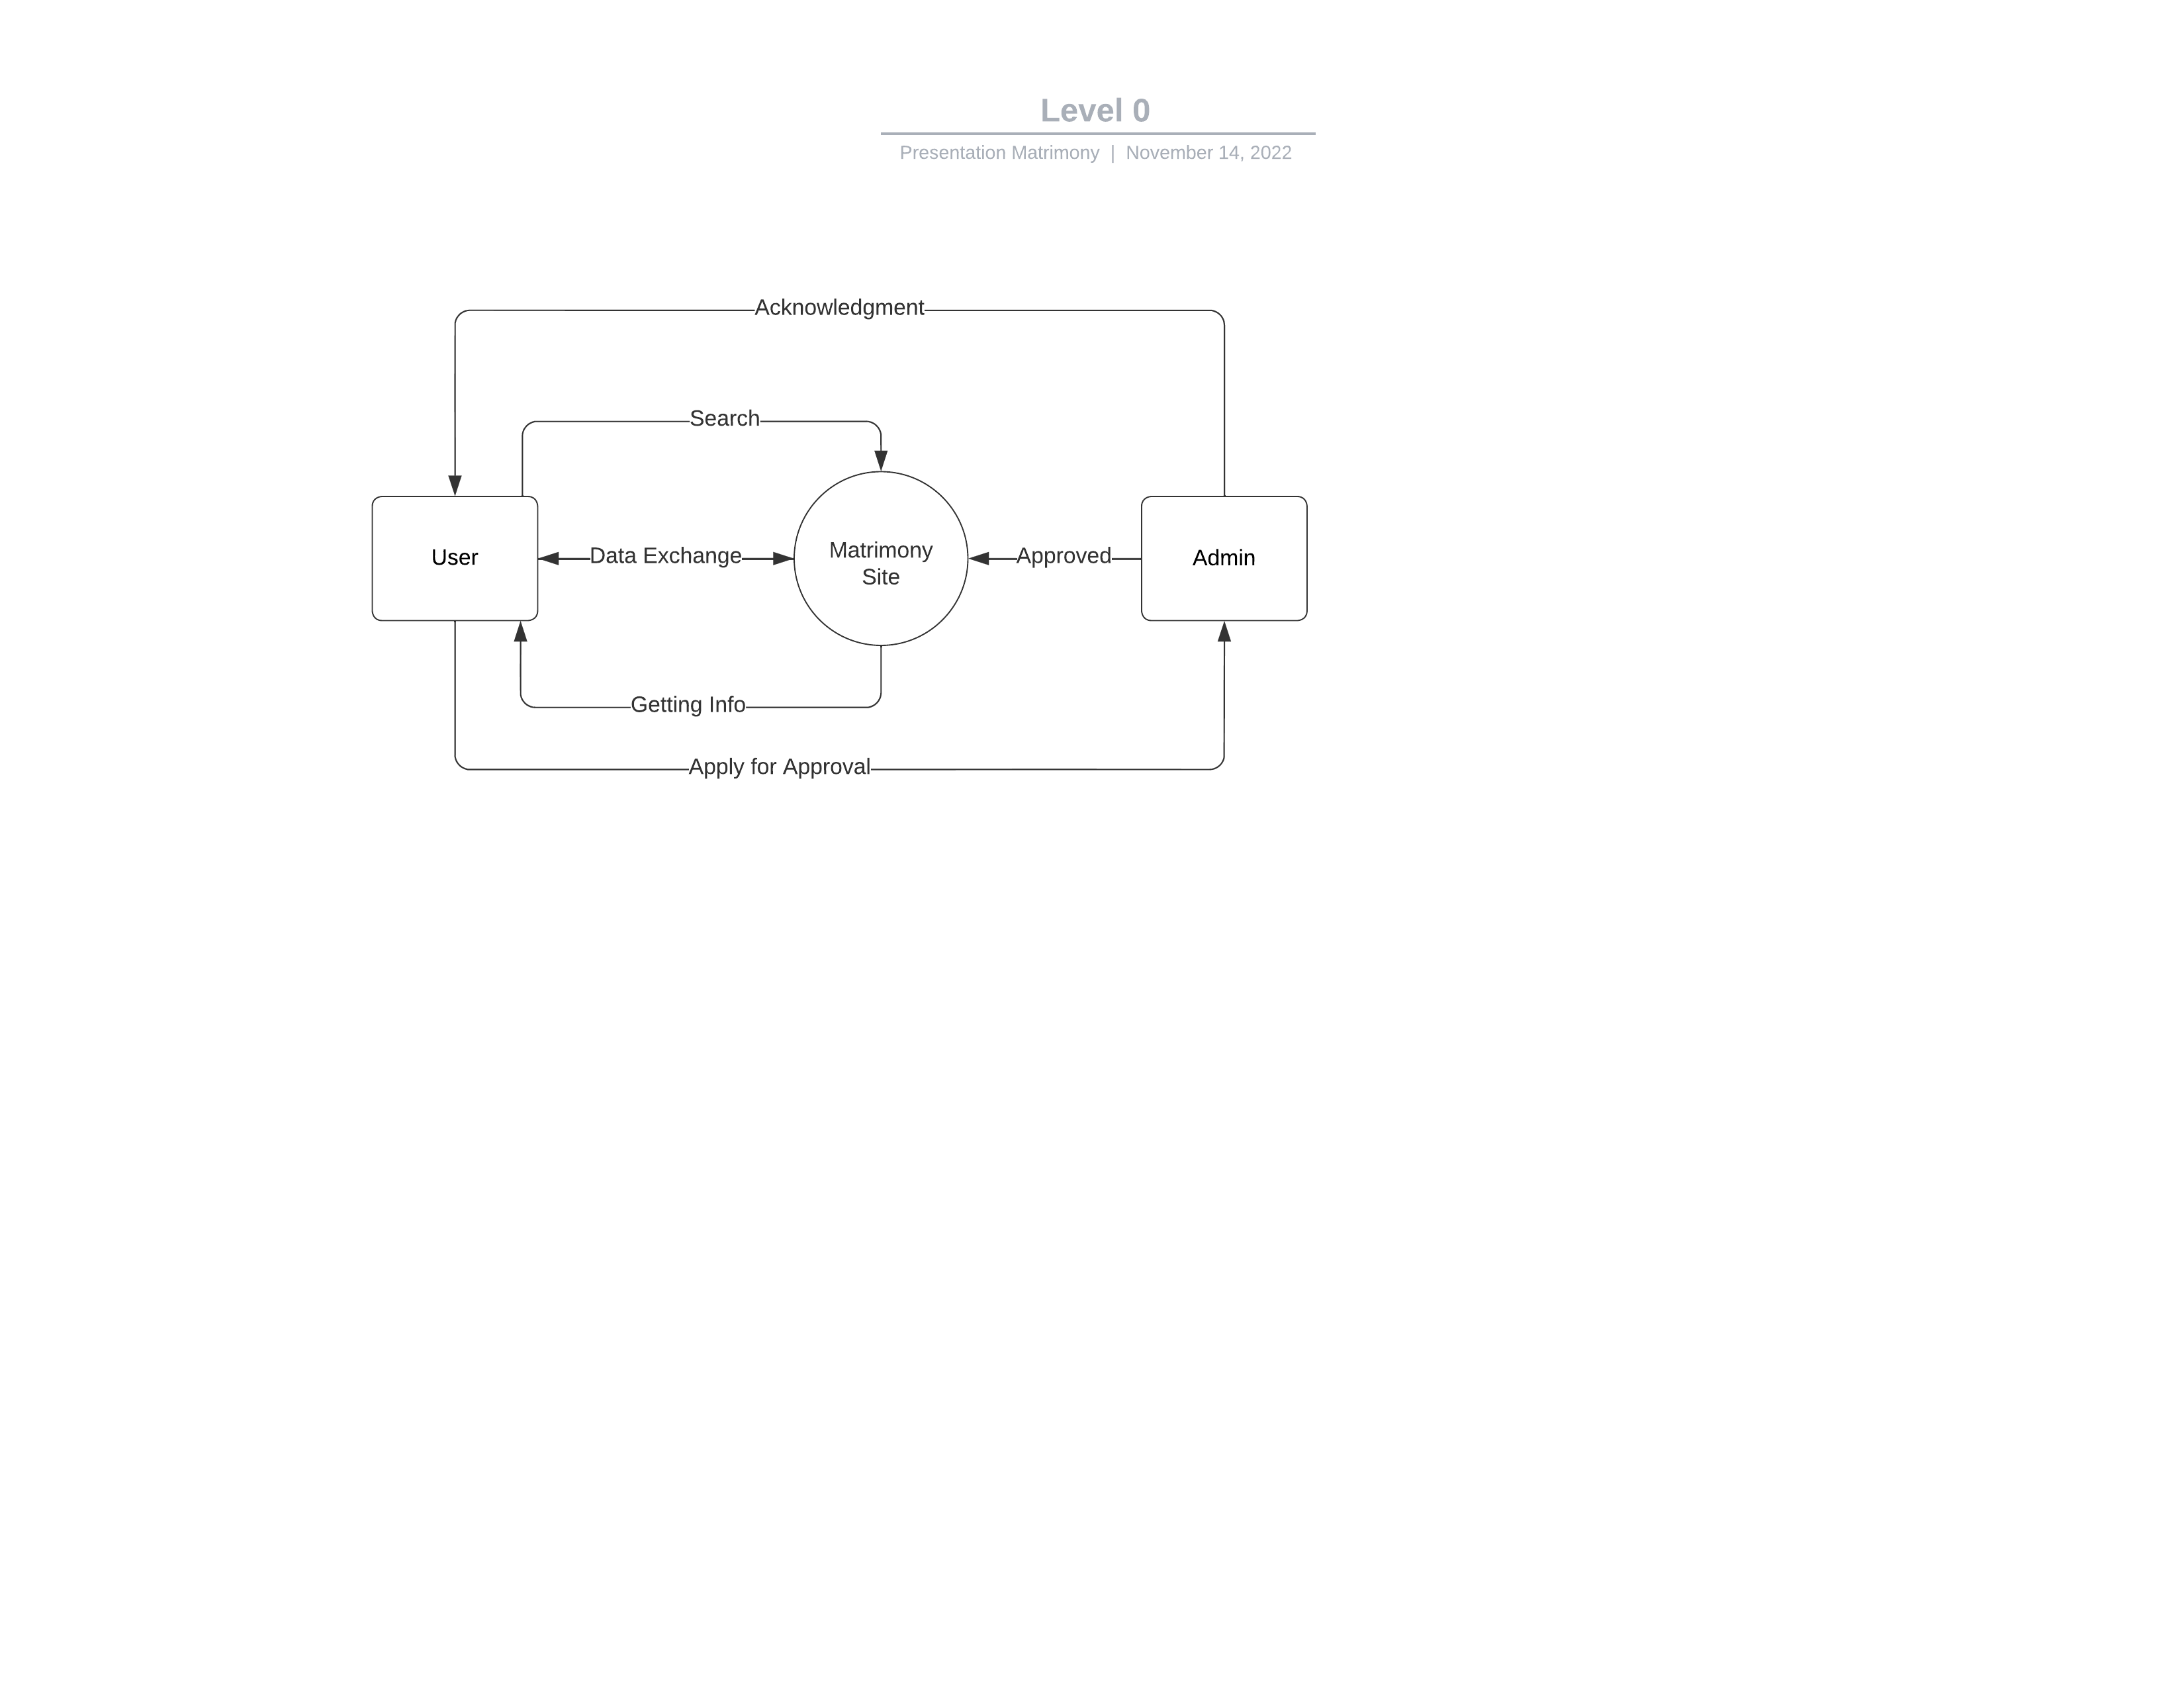 Level 0
Presentation Matrimony | November 14, 2022
Acknowledgment
Search
User
Data Exchange
Matrimony
Site
Approved
Admin
Getting Info
Apply for Approval